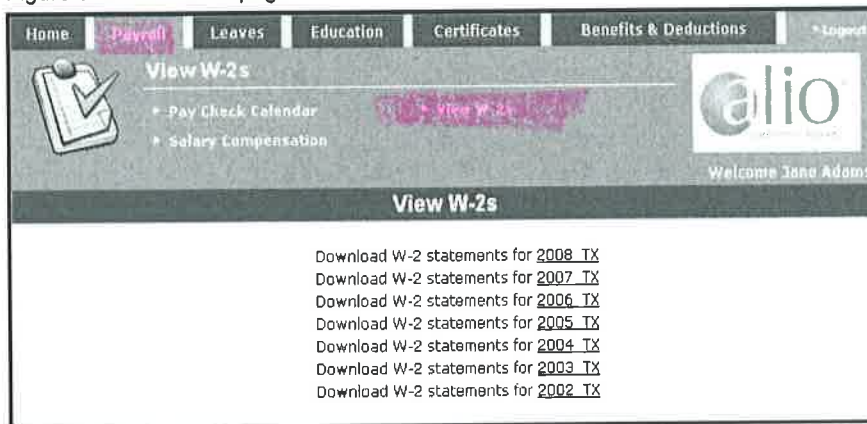 Home Payroll Leaves Education Certificates Benefits & Deductions Logout
View W-2s
Pay Check Calendar View W-2s
Salary Compensation
alio
Welcome Jane Adams
View W-2s
Download W-2 statements for 2008 TX
Download W-2 statements for 2007 TX
Download W-2 statements for 2006 TX
Download W-2 statements for 2005 TX
Download W-2 statements for 2004 TX
Download W-2 statements for 2003 TX
Download W-2 statements for 2002 TX